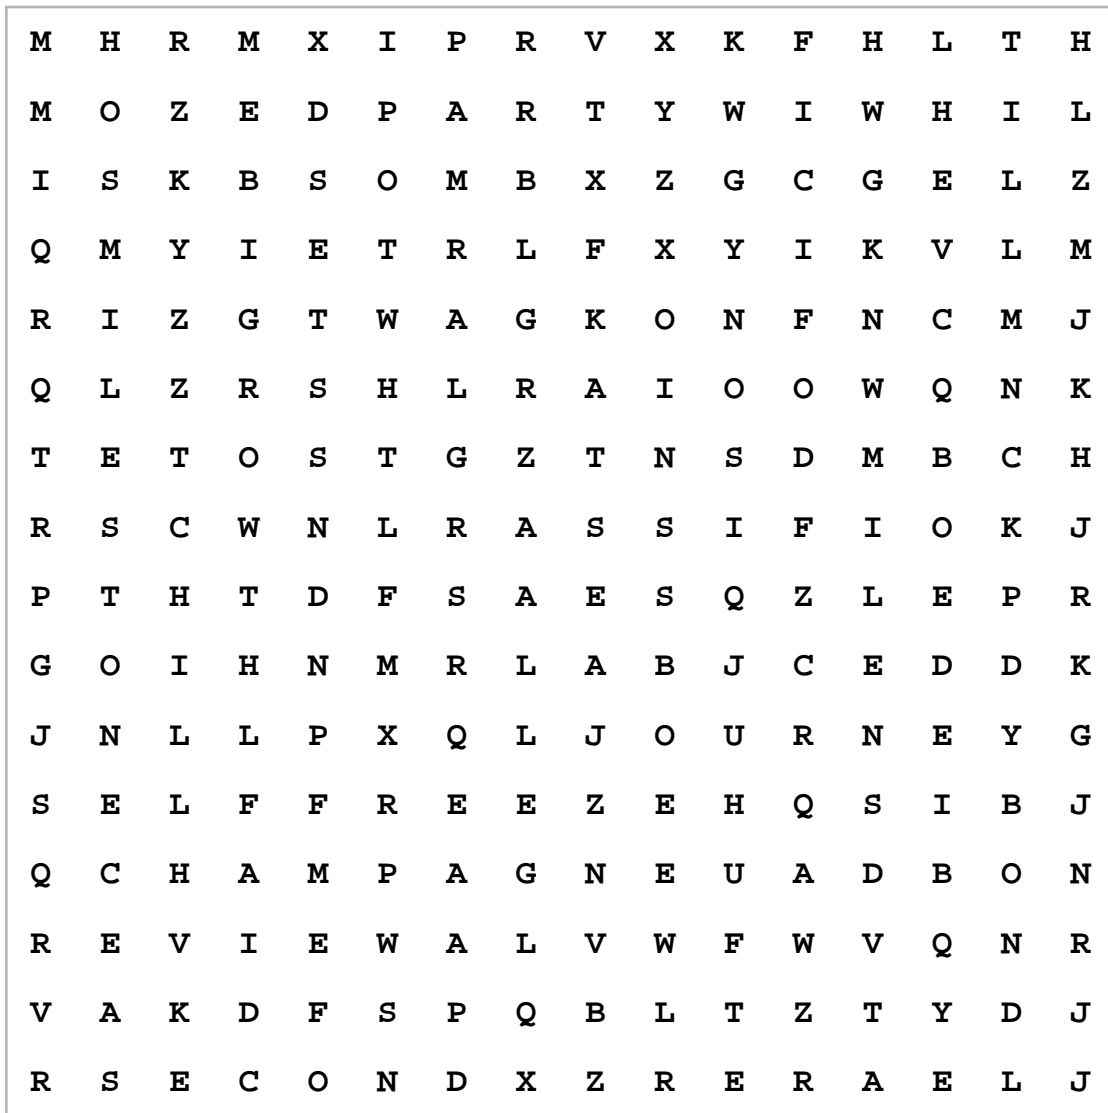 M H R M X I P R V X K F H L T H
M O Z E D P A R T Y W I W H I L
I S K B S O M B X Z G C G E L Z
Q M Y I E T R L F X Y I K V L M
R I Z G T W A G K O N F N C M J
Q L Z R S H L R A I O O W Q N K
T E T O S T G Z T N S D M B C H
R S C W N L R A S S I F I O K J
P T H T D F S A E S Q Z L E P R
G O I H N M R L A B J C E D D K
J N L L P X Q L J O U R N E Y G
S E L F F R E E Z E H Q S I B J
Q C H A M P A G N E U A D B O N
R E V I E W A L V W F W V Q N R
V A K D F S P Q B L T Z T Y D J
R S E C O N D X Z R E R A E L J